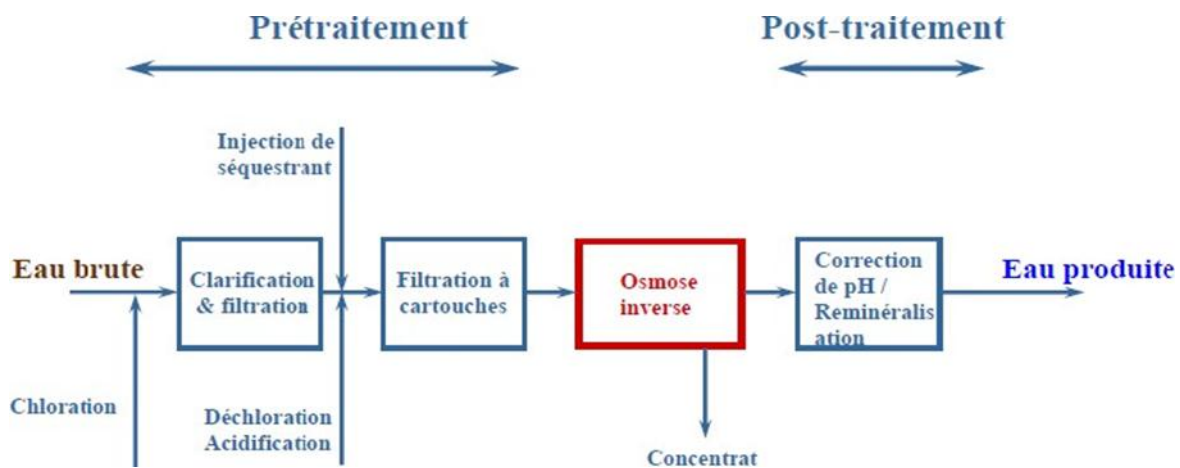 Prétraitement
Post-traitement
Injection de
séquestrant
Eau brute
Clarification
& filtration
Filtration à
cartouches
Osmose
inverse
Correction
de pH /
Reminéralis
ation
Eau produite
Chloration
Déchloration
Acidification
Concentrat